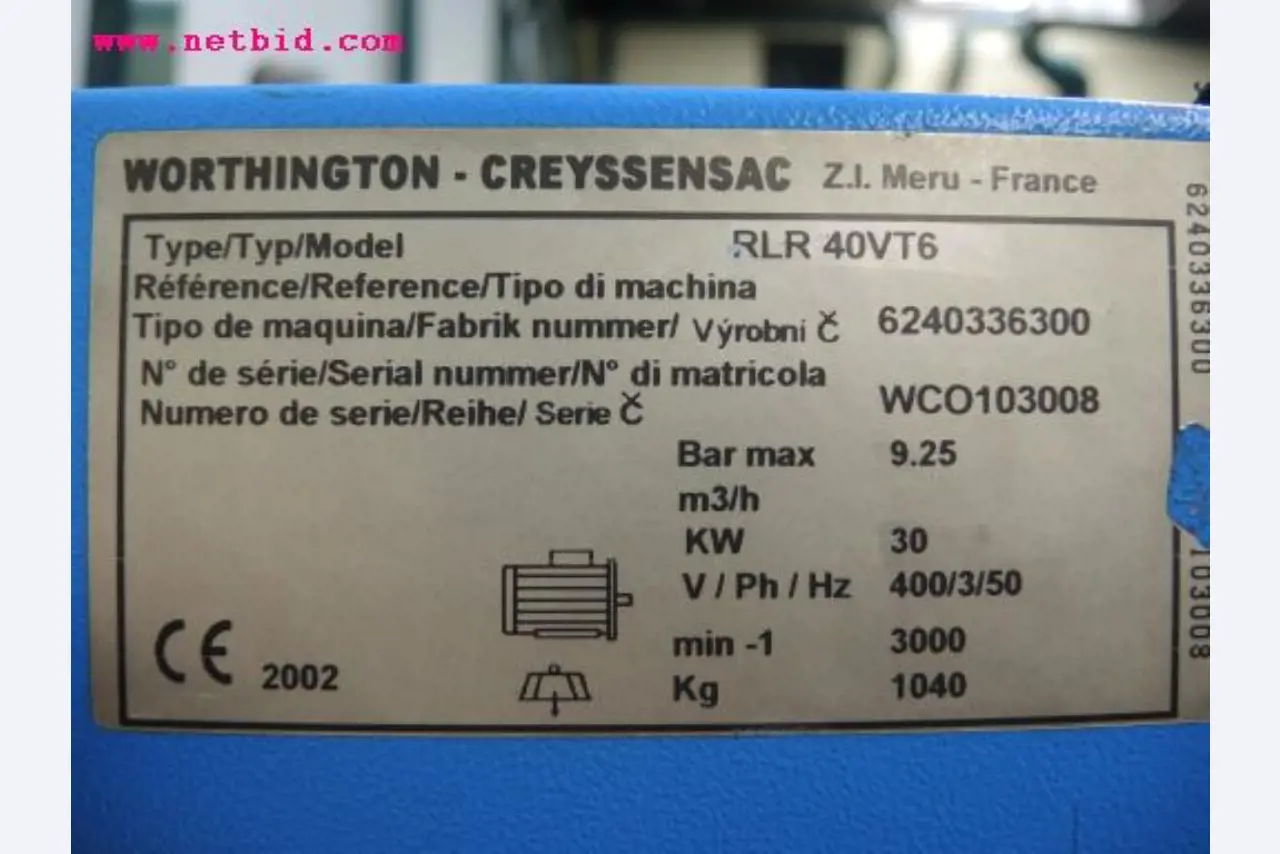 www.netbid.com
WORTHINGTON - CREYSSENSAC Z.I. Meru - France
Type/Typ/Model RLR 40VT6
Référence/Reference/Tipo di machina
Tipo de maquina/Fabrik nummer/ Výrobní Č 6240336300
N° de série/Serial nummer/N° di matricola
Numero de serie/Reihe/ Serie Č WCO103008
Bar max 9.25
m3/h
KW 30
V / Ph / Hz 400/3/50
min -1 3000
Kg 1040
CE 2002
6240336300
103008